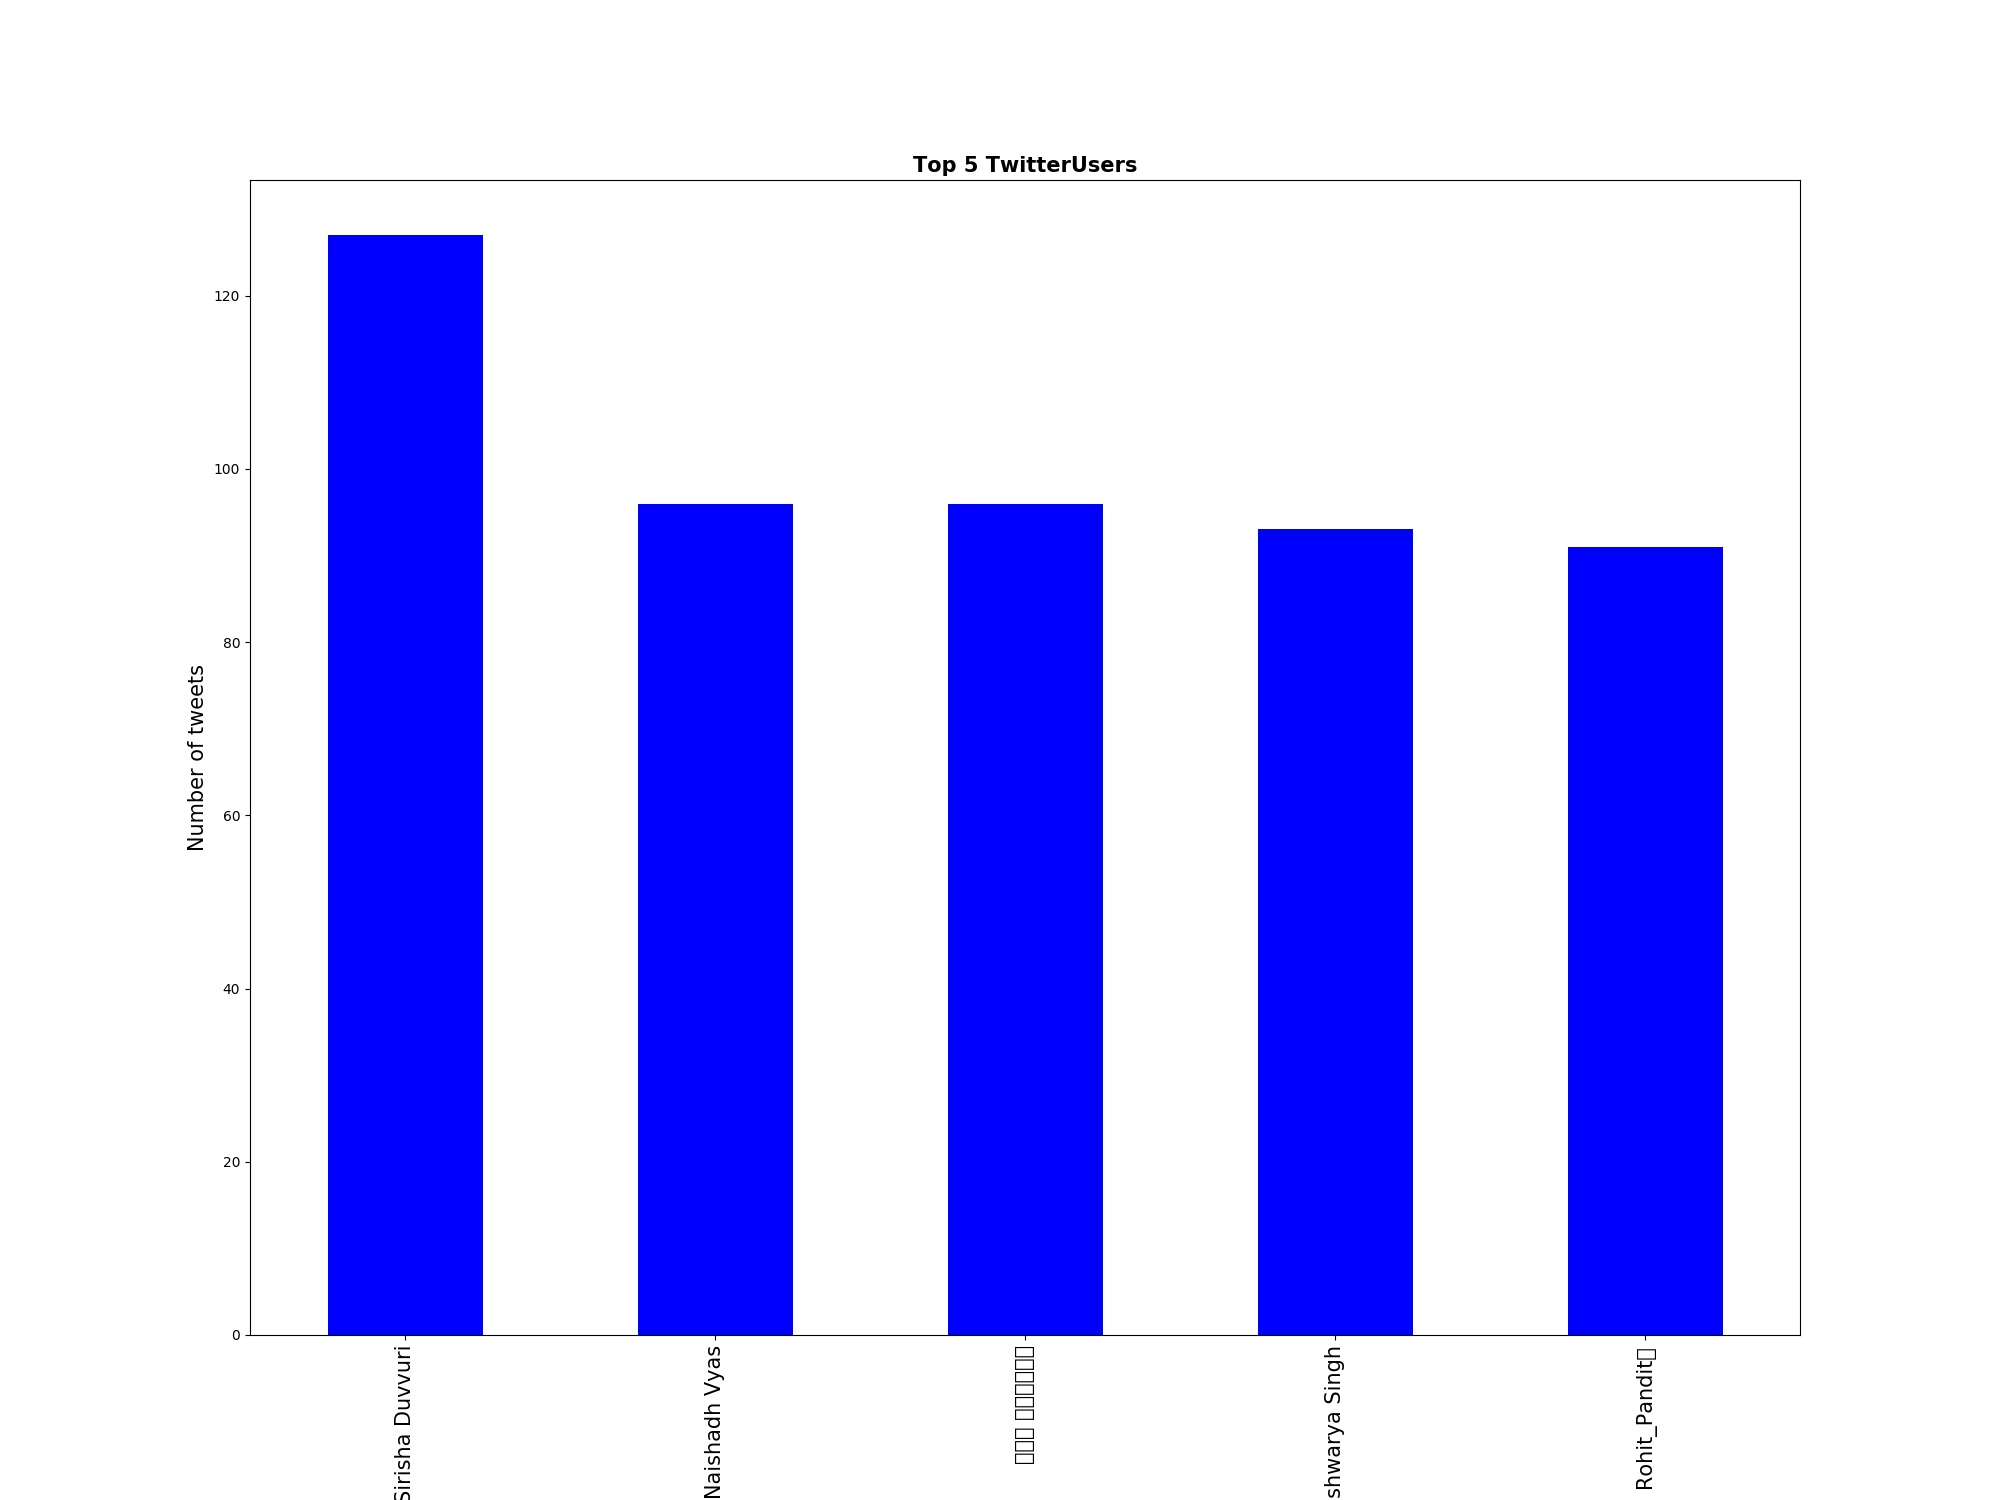 Top 5 TwitterUsers
Number of tweets
120
100
80
60
40
20
0
Sirisha Duvvuri
Naishadh Vyas
Singh
Rohit_Pandit